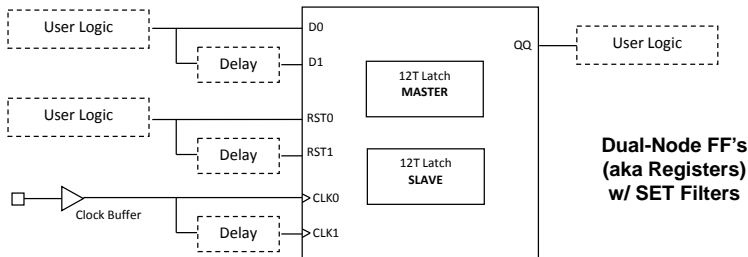 User Logic
D0
Delay
D1
QQ
User Logic
12T Latch
MASTER
User Logic
RST0
Delay
RST1
12T Latch
SLAVE
Clock Buffer
CLK0
Delay
CLK1
Dual-Node FF's
(aka Registers)
w/ SET Filters